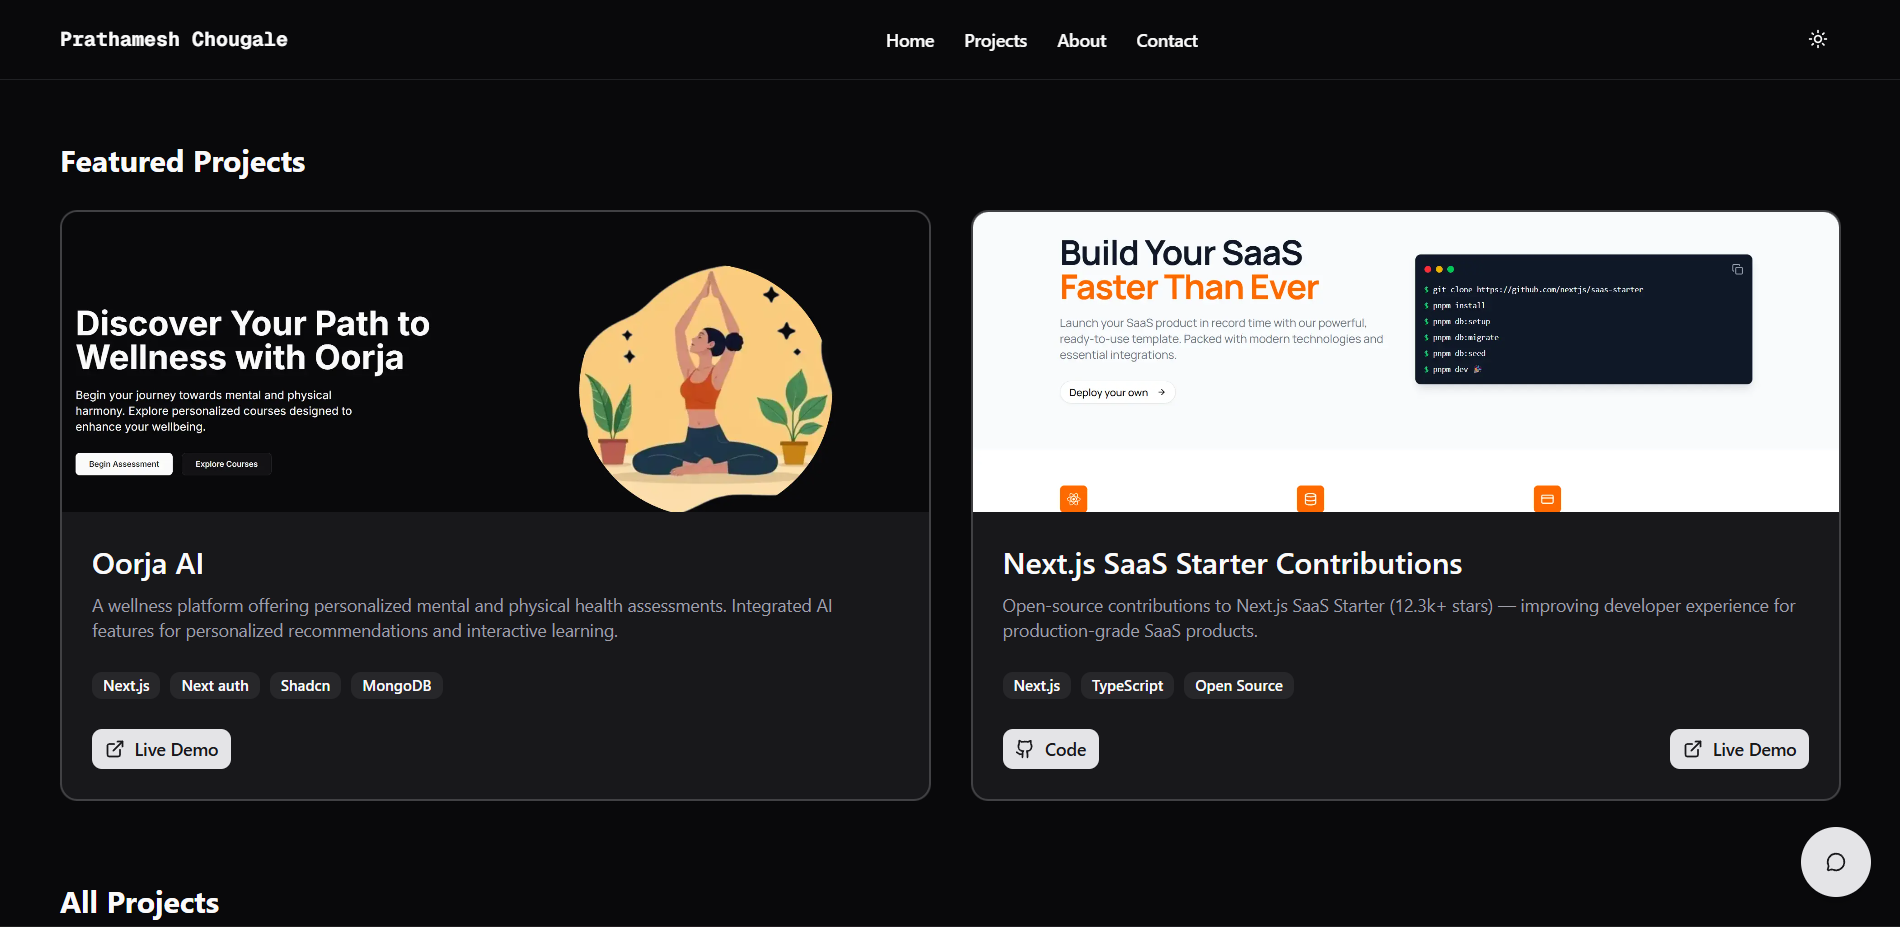 Prathamesh Chougale
Home
Projects
About
Contact
Featured Projects
Discover Your Path to
Wellness with Oorja
Begin your journey towards mental and physical
harmony. Explore personalized courses designed to
enhance your wellbeing.
Begin Assessment
Explore Courses
Oorja AI
A wellness platform offering personalized mental and physical health assessments. Integrated AI
features for personalized recommendations and interactive learning.
Next.js
Next auth
Shadcn
MongoDB
Live Demo
Build Your SaaS
Faster Than Ever
Launch your SaaS product in record time with our powerful,
ready-to-use template. Packed with modern technologies and
essential integrations.
Deploy your own →
$ git clone https://github.com/nextjs/saas-starter
$ pnpm install
$ pnpm db:setup
$ pnpm db:migrate
$ pnpm db:seed
$ pnpm dev 🎉
Next.js SaaS Starter Contributions
Open-source contributions to Next.js SaaS Starter (12.3k+ stars) — improving developer experience for
production-grade SaaS products.
Next.js
TypeScript
Open Source
Code
Live Demo
All Projects